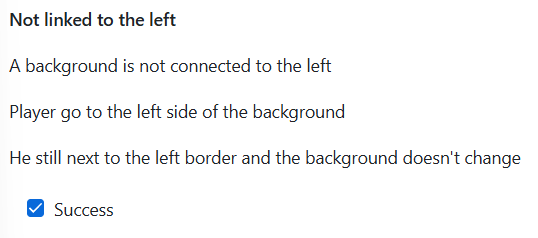 Not linked to the left
A background is not connected to the left
Player go to the left side of the background
He still next to the left border and the background doesn't change
Success